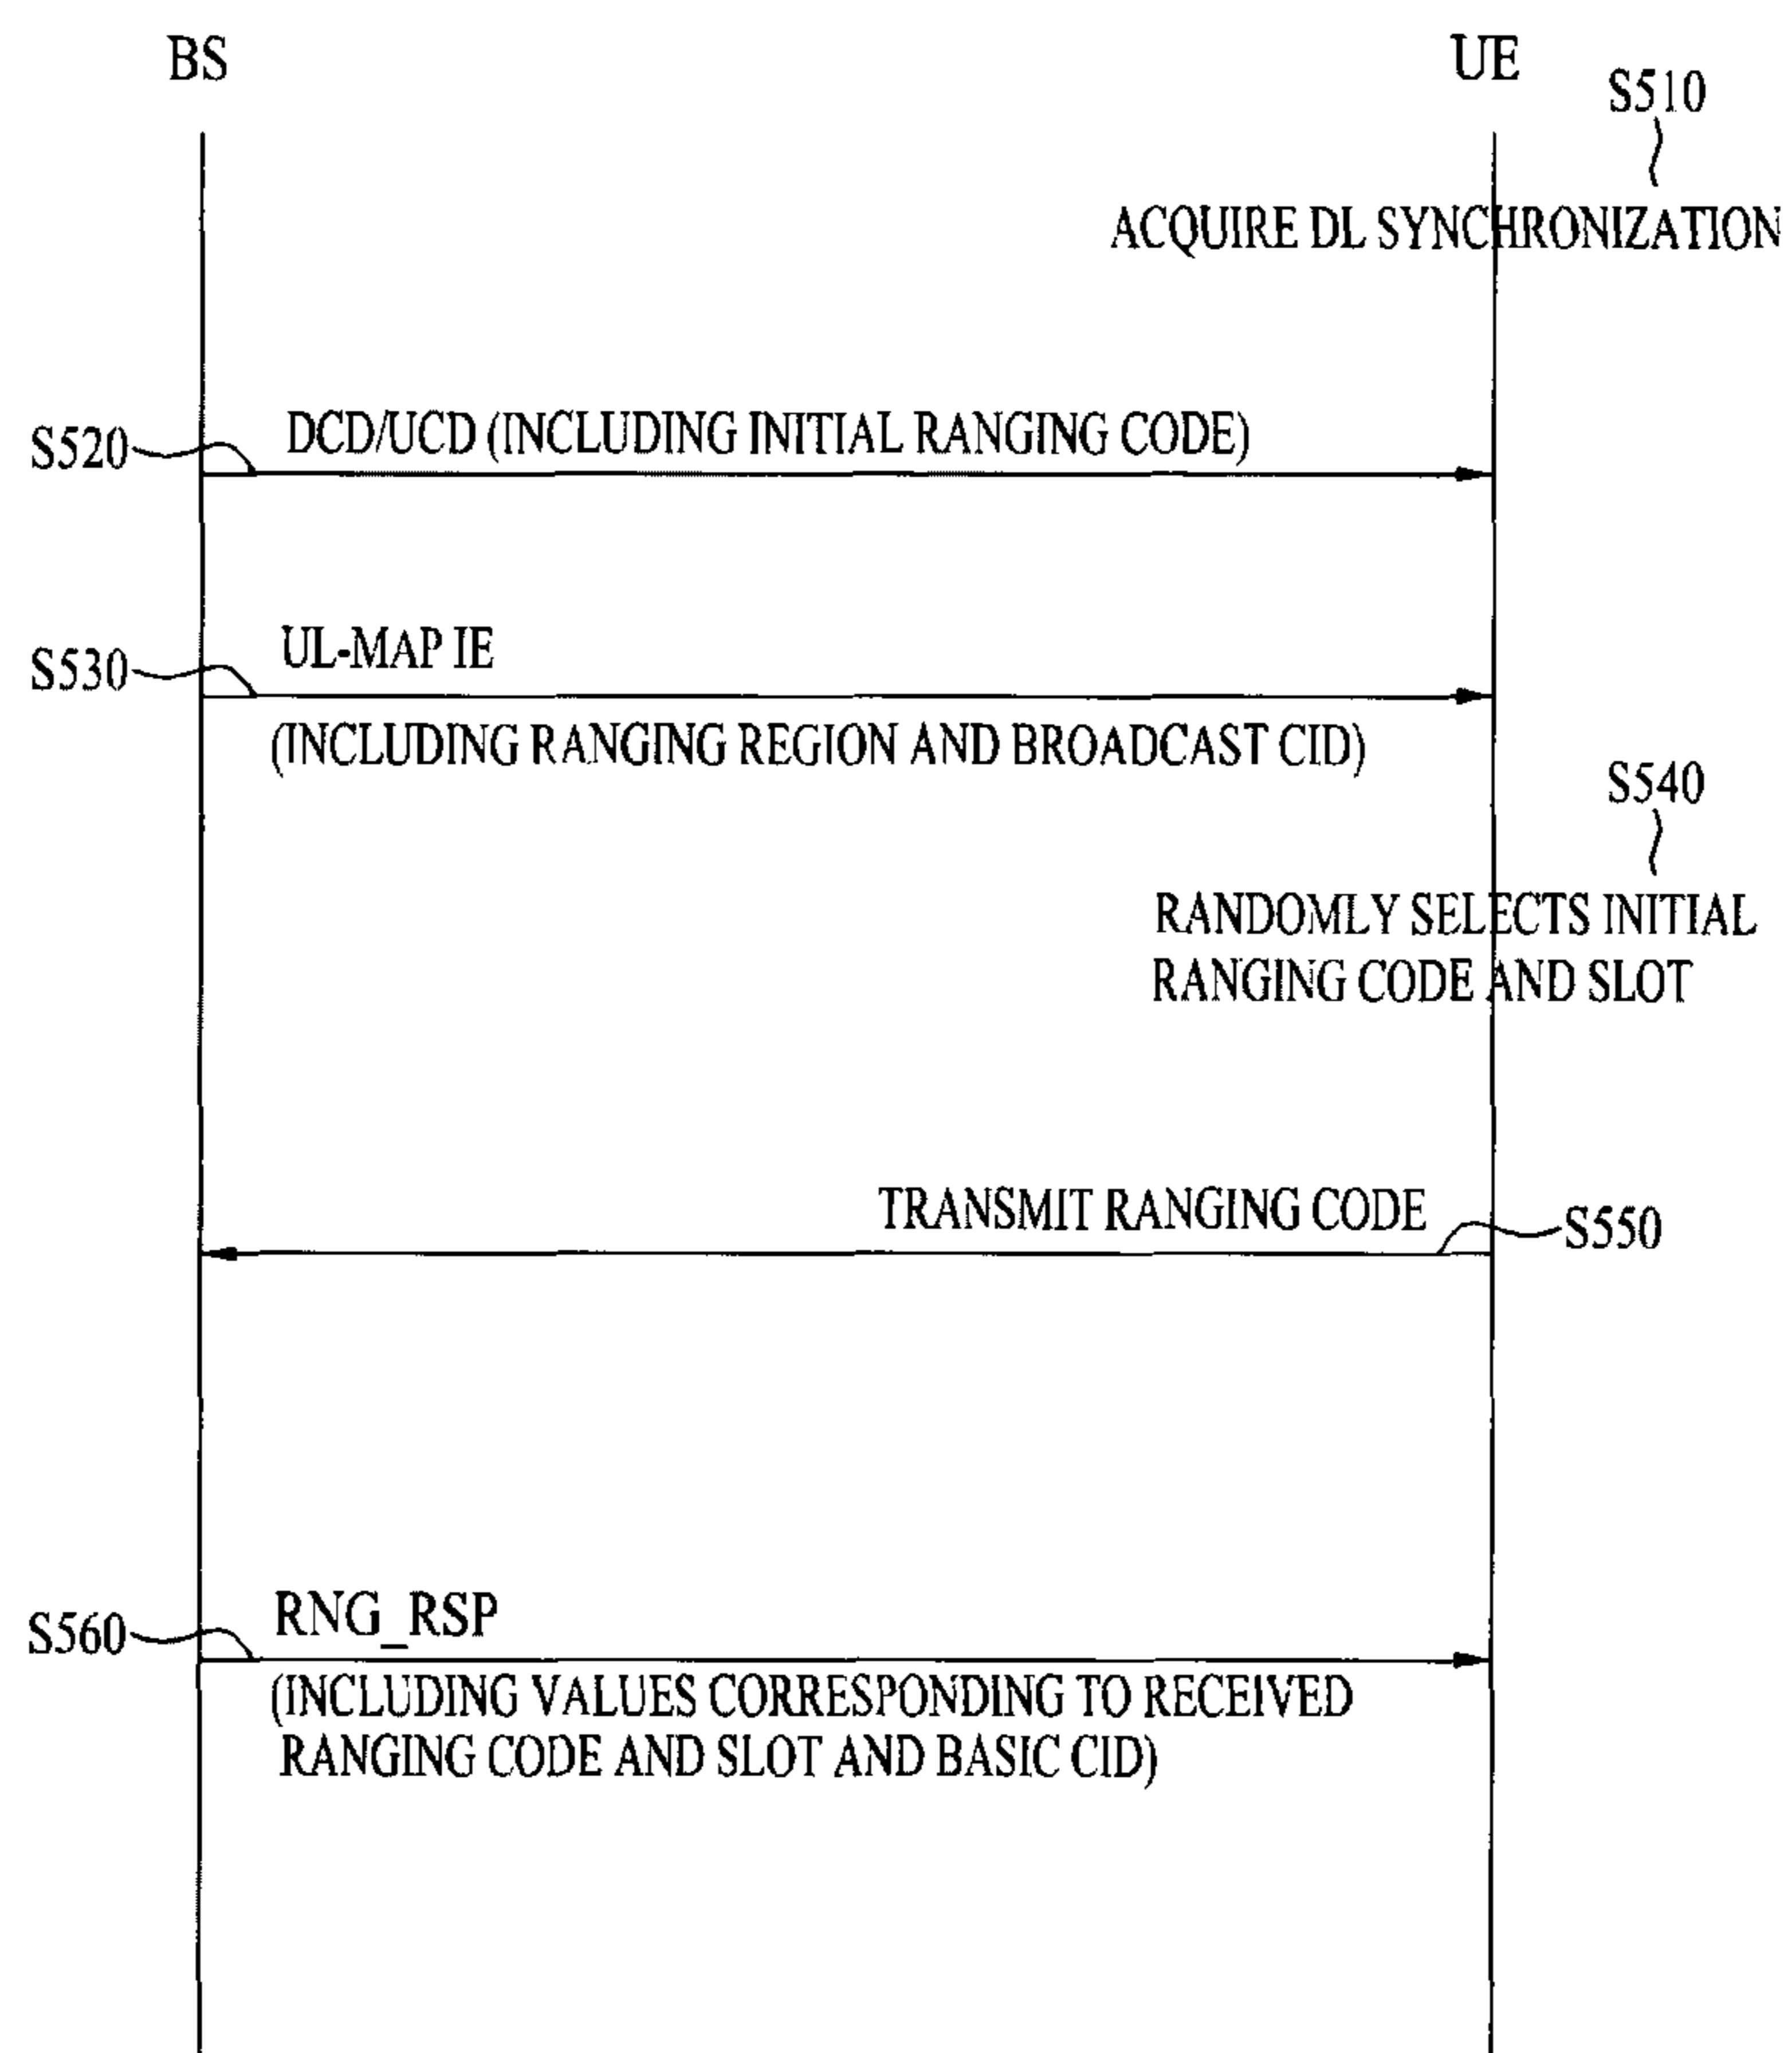 BS
UE
S510
ACQUIRE DL SYNCHRONIZATION
S520
DCD/UCD (INCLUDING INITIAL RANGING CODE)
S530
UL-MAP IE
(INCLUDING RANGING REGION AND BROADCAST CID)
S540
RANDOMLY SELECTS INITIAL
RANGING CODE AND SLOT
TRANSMIT RANGING CODE
S550
S560
RNG_RSP
(INCLUDING VALUES CORRESPONDING TO RECEIVED
RANGING CODE AND SLOT AND BASIC CID)